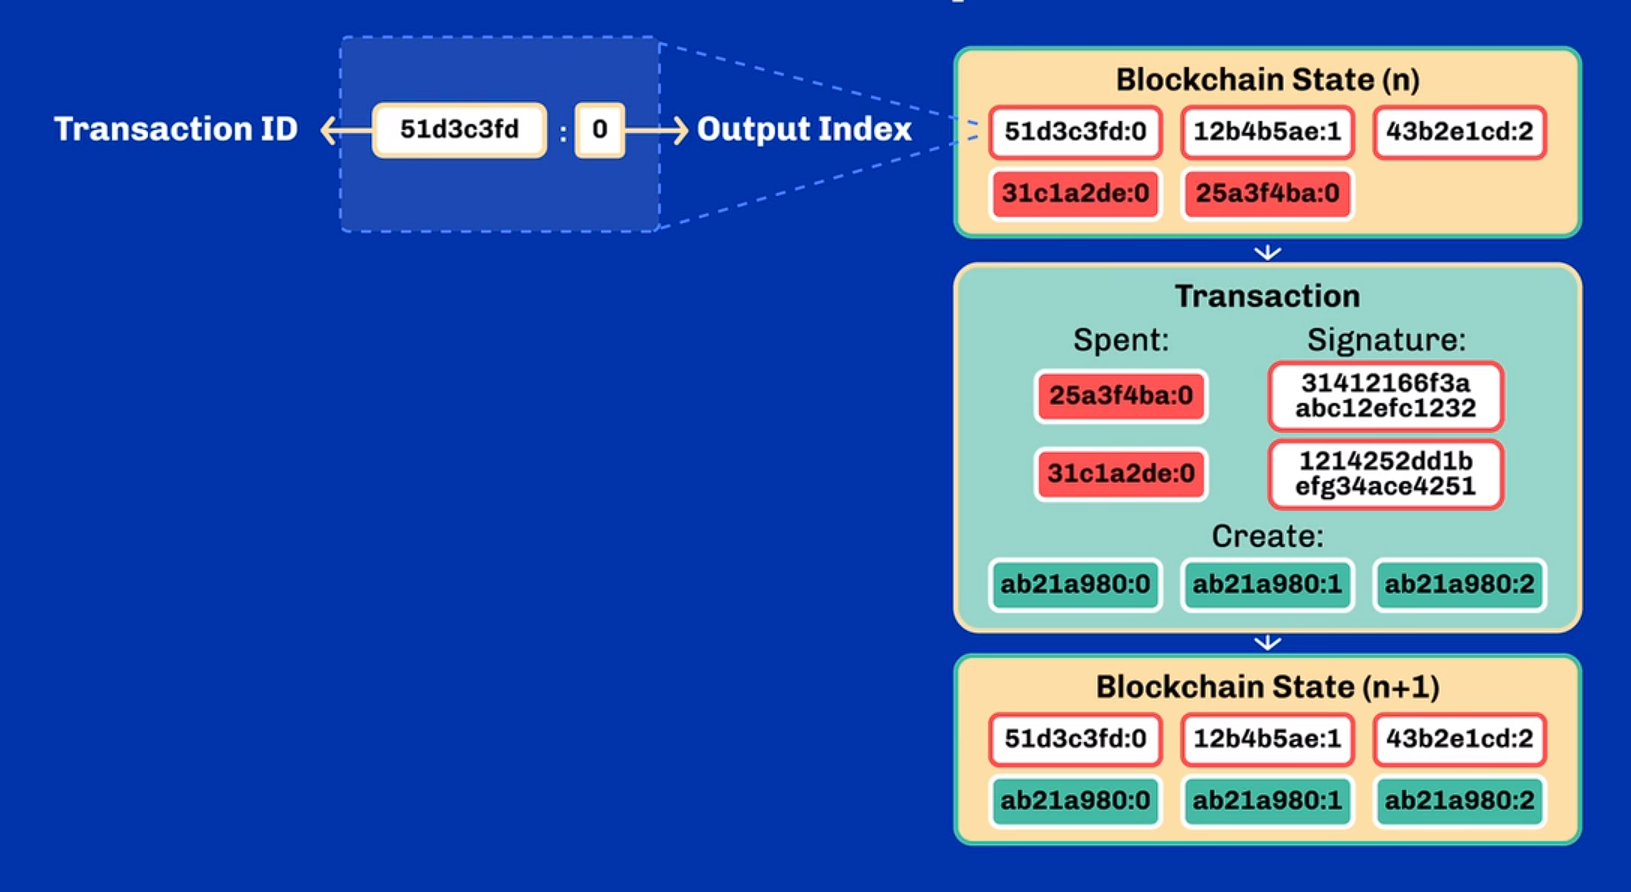 Transaction ID
51d3c3fd : 0
Output Index
Blockchain State (n)
51d3c3fd:0 12b4b5ae:1 43b2e1cd:2
31c1a2de:0 25a3f4ba:0
Transaction
Spent: Signature:
25a3f4ba:0
31412166f3a
abc12efc1232
31c1a2de:0
1214252dd1b
efg34ace4251
Create:
ab21a980:0 ab21a980:1 ab21a980:2
Blockchain State (n+1)
51d3c3fd:0 12b4b5ae:1 43b2e1cd:2
ab21a980:0 ab21a980:1 ab21a980:2